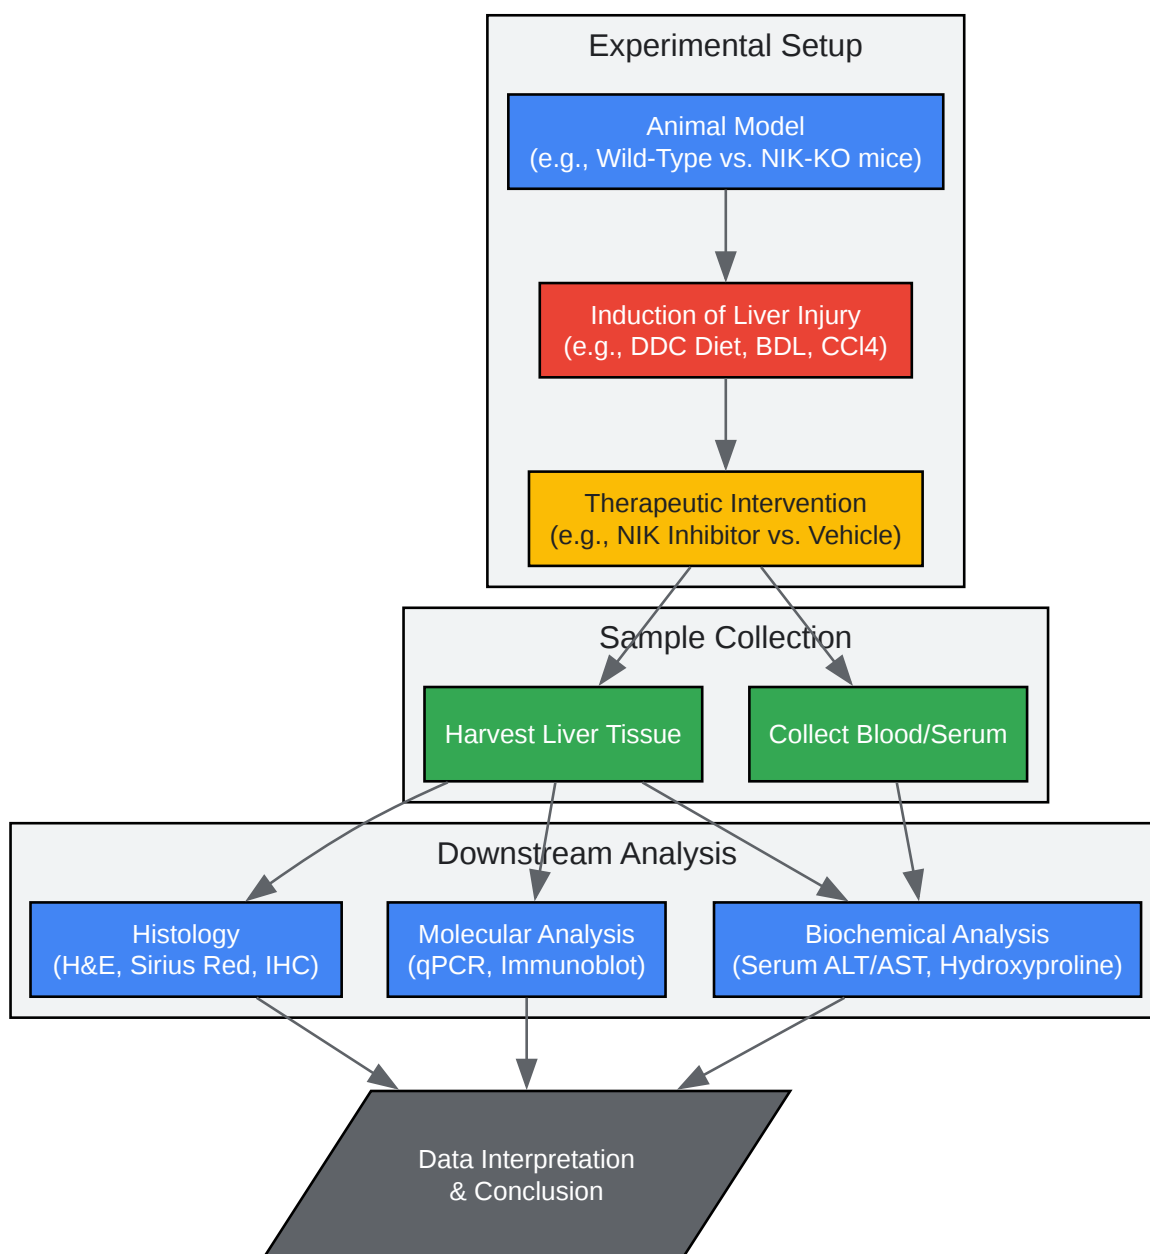 Experimental Setup
Animal Model
(e.g., Wild-Type vs. NIK-KO mice)
Induction of Liver Injury
(e.g., DDC Diet, BDL, CCl4)
Therapeutic Intervention
(e.g., NIK Inhibitor vs. Vehicle)
Sample Collection
Harvest Liver Tissue
Collect Blood/Serum
Downstream Analysis
Histology
(H&E, Sirius Red, IHC)
Molecular Analysis
(qPCR, Immunoblot)
Biochemical Analysis
(Serum ALT/AST, Hydroxyproline)
Data Interpretation
& Conclusion